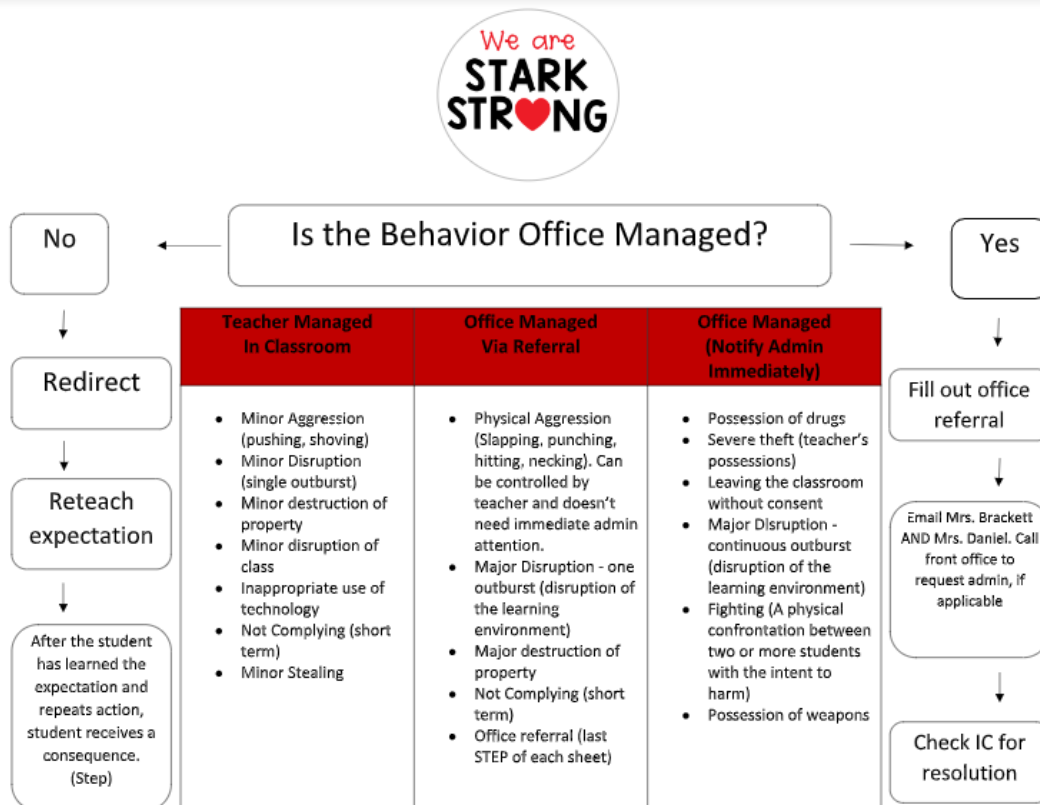 We are
STARK
STR♥NG
Is the Behavior Office Managed?
No
Redirect
Reteach
expectation
After the student
has learned the
expectation and
repeats action,
student receives a
consequence.
(Step)
Teacher Managed
In Classroom
Minor Aggression
(pushing, shoving)
Minor Disruption
(single outburst)
Minor destruction of
property
Minor disruption of
class
Inappropriate use of
technology
Not Complying (short
term)
Minor Stealing
Office Managed
Via Referral
Physical Aggression
(Slapping, punching,
hitting, necking). Can
be controlled by
teacher and doesn't
need immediate admin
attention.
Major Disruption - one
outburst (disruption of
the learning
environment)
Major destruction of
property
Not Complying (short
term)
Office referral (last
STEP of each sheet)
Office Managed
(Notify Admin
Immediately)
Possession of drugs
Severe theft (teacher's
possessions)
Leaving the classroom
without consent
Major Disruption -
continuous outburst
(disruption of the
learning environment)
Fighting (A physical
confrontation between
two or more students
with the intent to
harm)
Possession of weapons
Yes
Fill out office
referral
Email Mrs. Brackett
AND Mrs. Daniel. Call
front office to
request admin, if
applicable
Check IC for
resolution